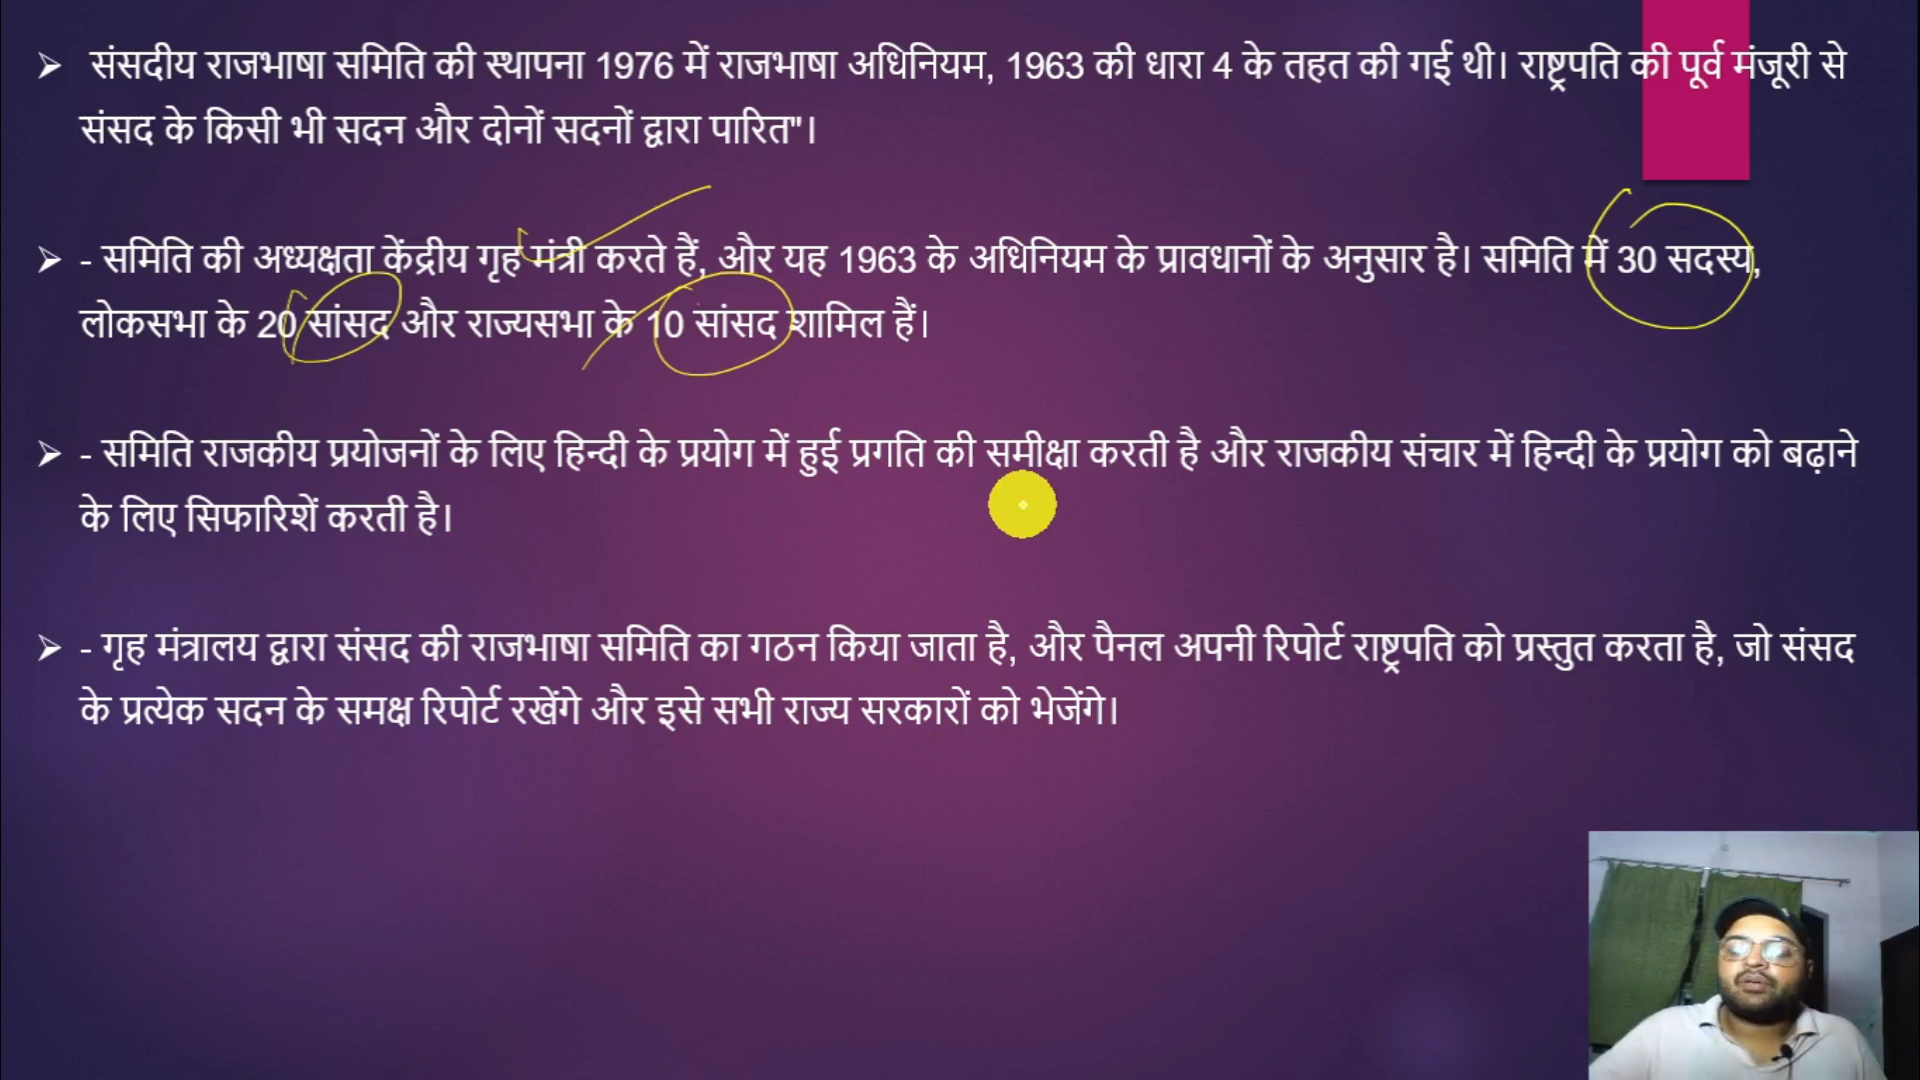 ➤ संसदीय राजभाषा समिति की स्थापना 1976 में राजभाषा अधिनियम, 1963 की धारा 4 के तहत की गई थी। राष्ट्रपति की पूर्व मंजूरी से
संसद के किसी भी सदन और दोनों सदनों द्वारा पारित"।
➤ - समिति की अध्यक्षता केंद्रीय गृह मंत्री करते हैं, और यह 1963 के अधिनियम के प्रावधानों के अनुसार है। समिति में 30 सदस्य,
लोकसभा के 20 सांसद और राज्यसभा के 10 सांसद शामिल हैं।
➤ - समिति राजकीय प्रयोजनों के लिए हिन्दी के प्रयोग में हुई प्रगति की समीक्षा करती है और राजकीय संचार में हिन्दी के प्रयोग को बढ़ाने
के लिए सिफारिशें करती है।
➤ - गृह मंत्रालय द्वारा संसद की राजभाषा समिति का गठन किया जाता है, और पैनल अपनी रिपोर्ट राष्ट्रपति को प्रस्तुत करता है, जो संसद
के प्रत्येक सदन के समक्ष रिपोर्ट रखेंगे और इसे सभी राज्य सरकारों को भेजेंगे।